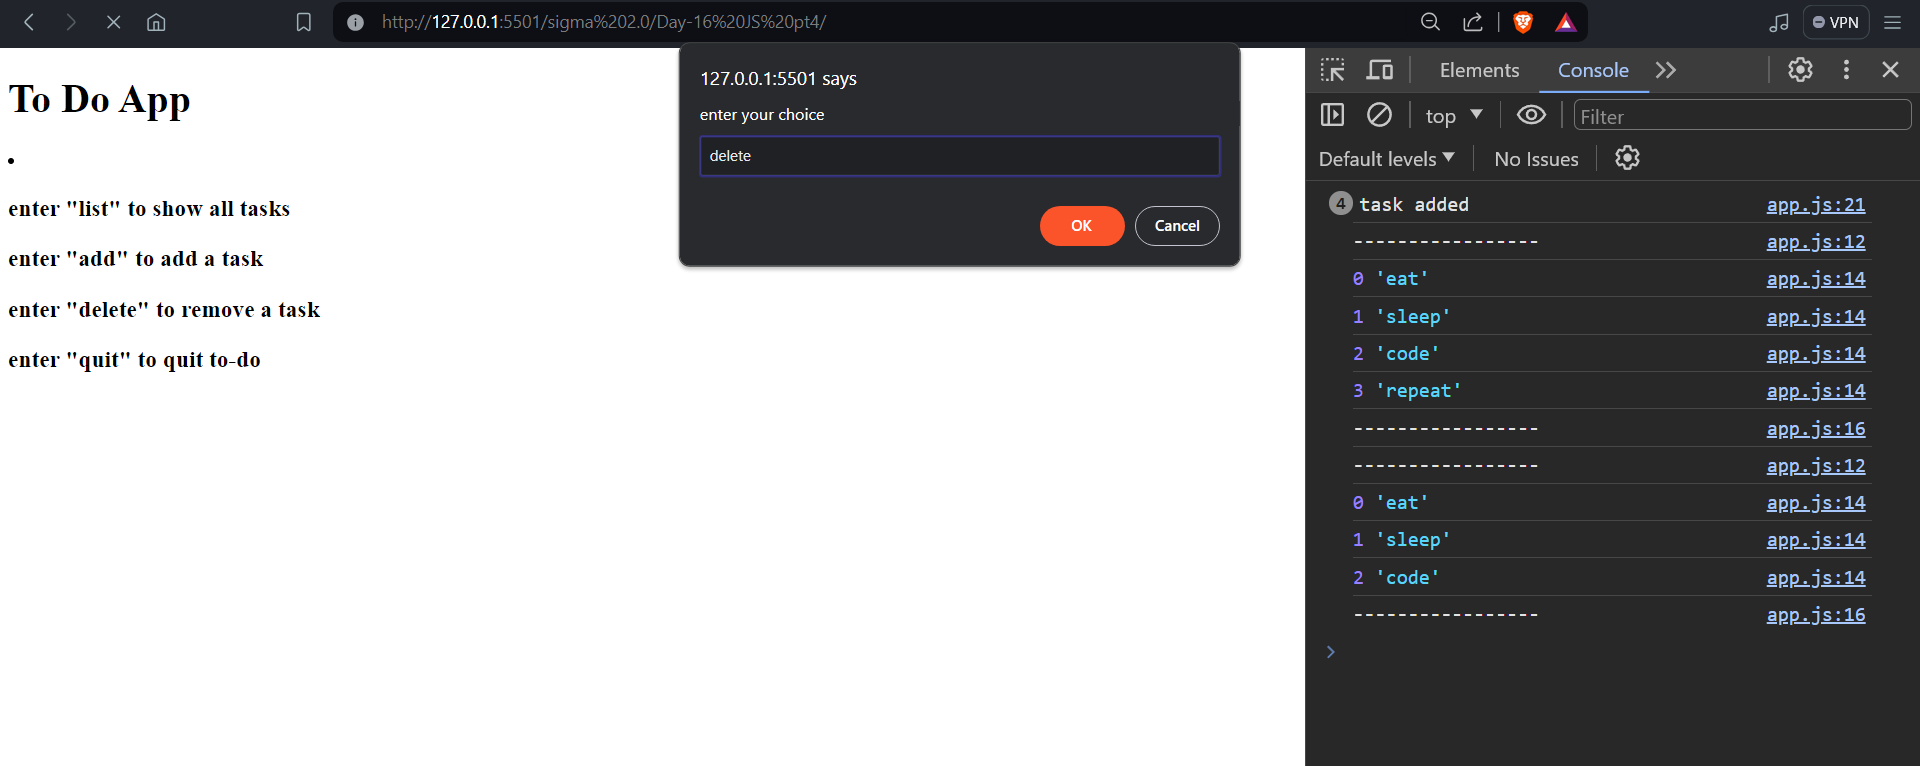 http://127.0.0.1:5501/sigma%202.0/Day-16%20JS%20pt4/
VPN
To Do App
enter "list" to show all tasks
enter "add" to add a task
enter "delete" to remove a task
enter "quit" to quit to-do
127.0.0.1:5501 says
enter your choice
delete
OK Cancel
Elements Console
top Filter
Default levels No Issues
4 task added app.js:21
----------------- app.js:12
0 'eat' app.js:14
1 'sleep' app.js:14
2 'code' app.js:14
3 'repeat' app.js:14
----------------- app.js:16
----------------- app.js:12
0 'eat' app.js:14
1 'sleep' app.js:14
2 'code' app.js:14
----------------- app.js:16